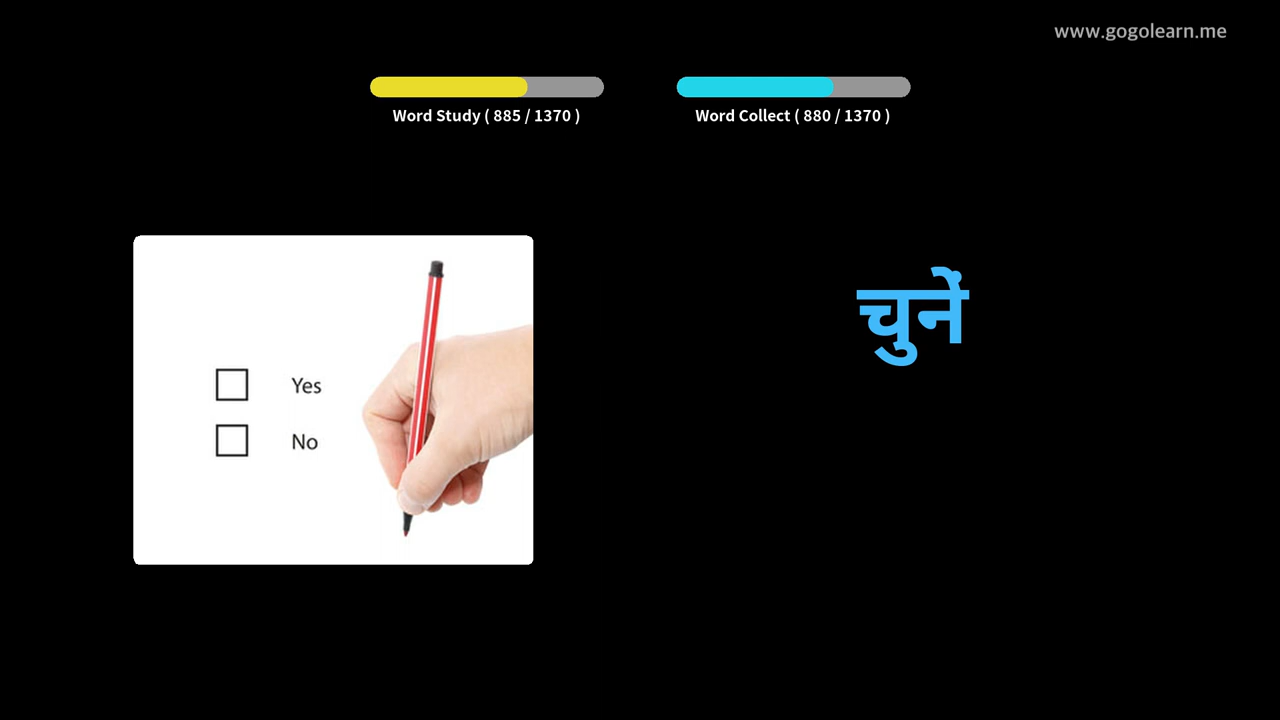 www.gogolearn.me
Word Study ( 885 / 1370 )
Word Collect ( 880 / 1370 )
चुनें
Yes
No